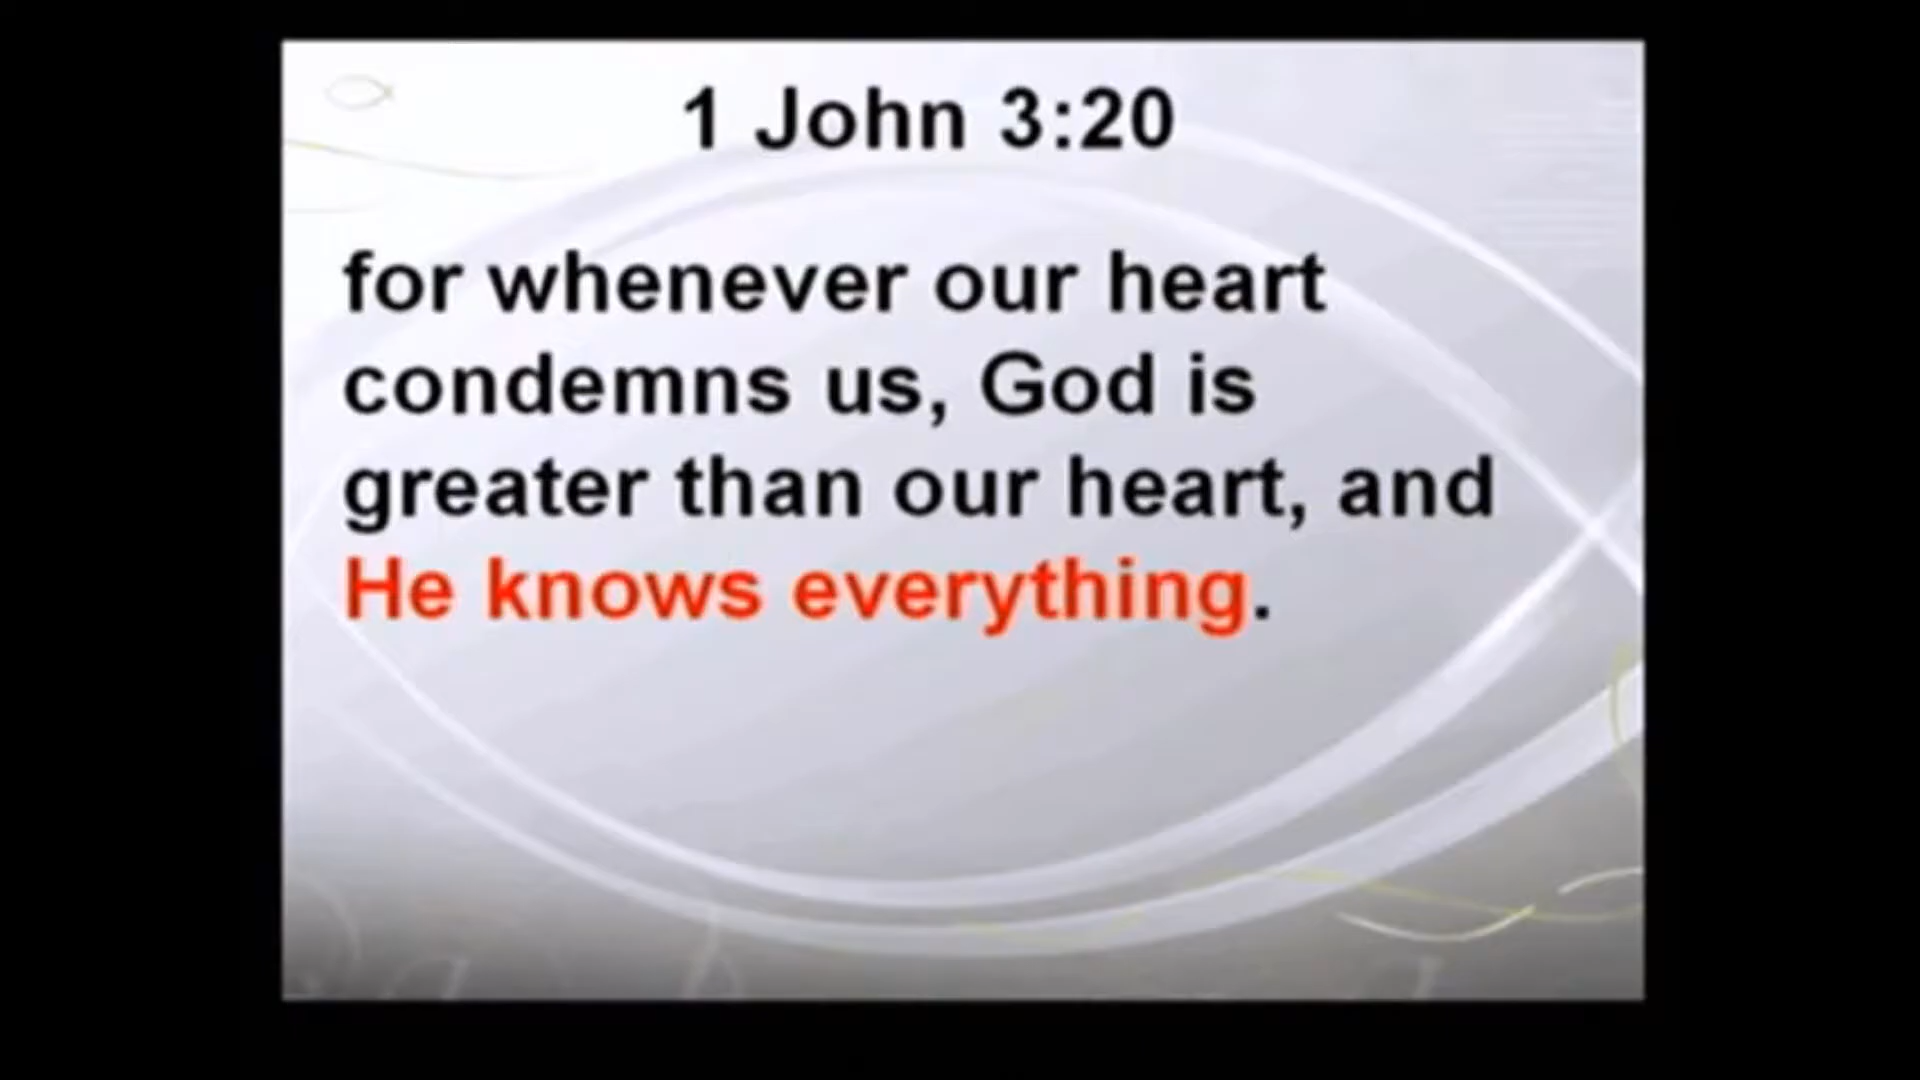 1 John 3:20
for whenever our heart
condemns us, God is
greater than our heart, and
He knows everything.